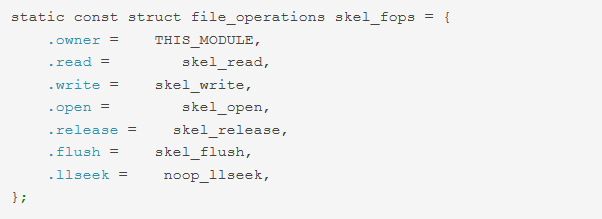 static const struct file_operations skel_fops = {
    .owner =    THIS_MODULE,
    .read =        skel_read,
    .write =    skel_write,
    .open =        skel_open,
    .release =    skel_release,
    .flush =    skel_flush,
    .llseek =    noop_llseek,
};